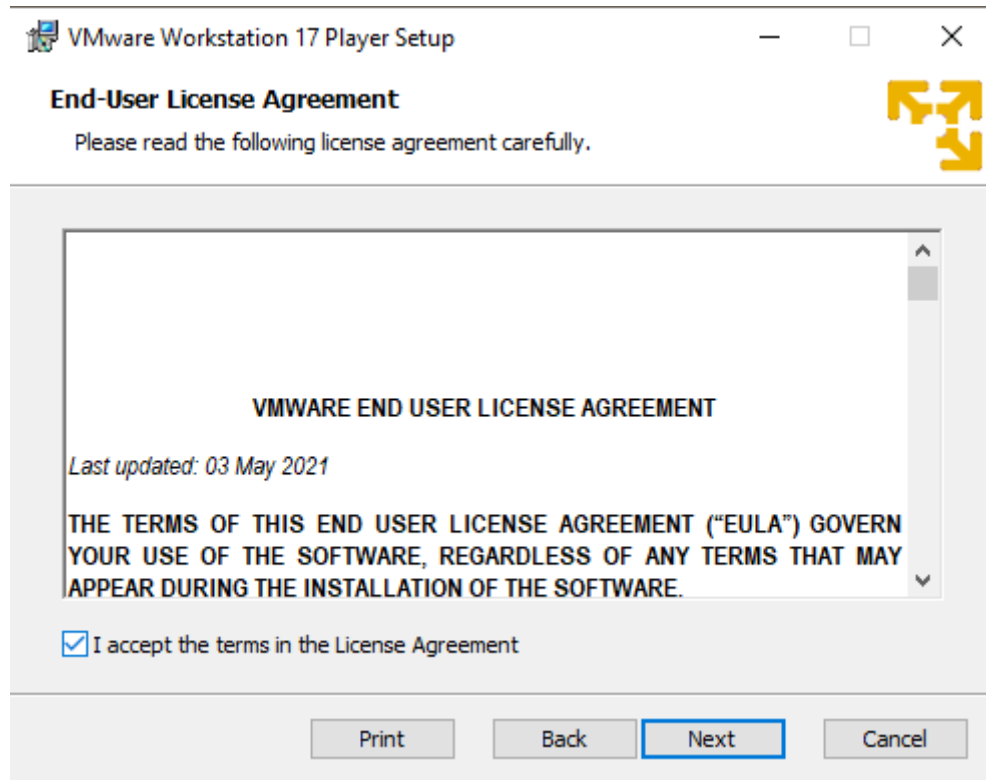 VMware Workstation 17 Player Setup
End-User License Agreement
Please read the following license agreement carefully.
VMWARE END USER LICENSE AGREEMENT
Last updated: 03 May 2021
THE TERMS OF THIS END USER LICENSE AGREEMENT (“EULA”) GOVERN
YOUR USE OF THE SOFTWARE, REGARDLESS OF ANY TERMS THAT MAY
APPEAR DURING THE INSTALLATION OF THE SOFTWARE.
I accept the terms in the License Agreement
Print Back Next Cancel